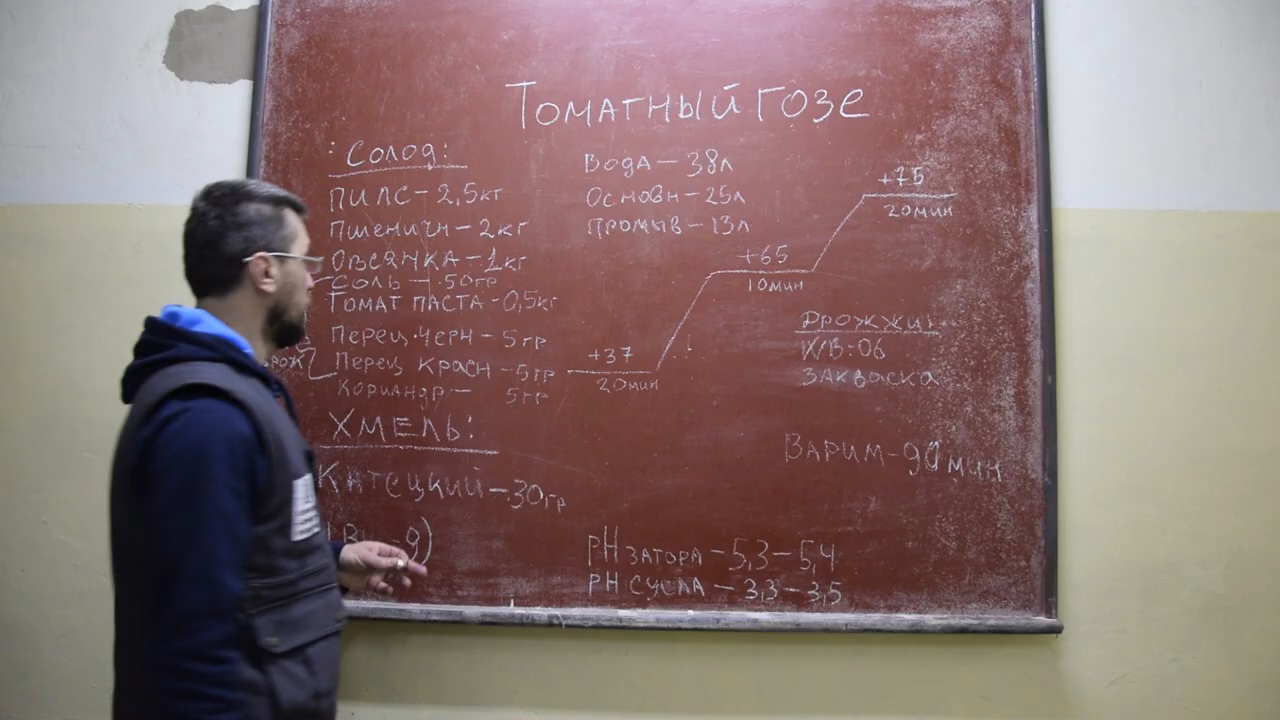 Томатный Гозе
Солод:
Пилс - 2,5кг
Пшеничн - 2кг
Овсянка - 1кг
Соль - 50гр
Томат паста - 0,5кг
Перец черн - 5гр
Перец красн - 5гр
Кориандр - 5гр
Хмель:
Катецкий - 30гр
9)
Вода - 38л
Основн - 25л
Промыв - 13л
+37
20мин
+65
10мин
+75
20мин
Дрожжи:
К/В: 06
Закваска
Варим - 90мин
pH затора - 5,3 - 5,4
pH сусла - 3,3 - 3,5